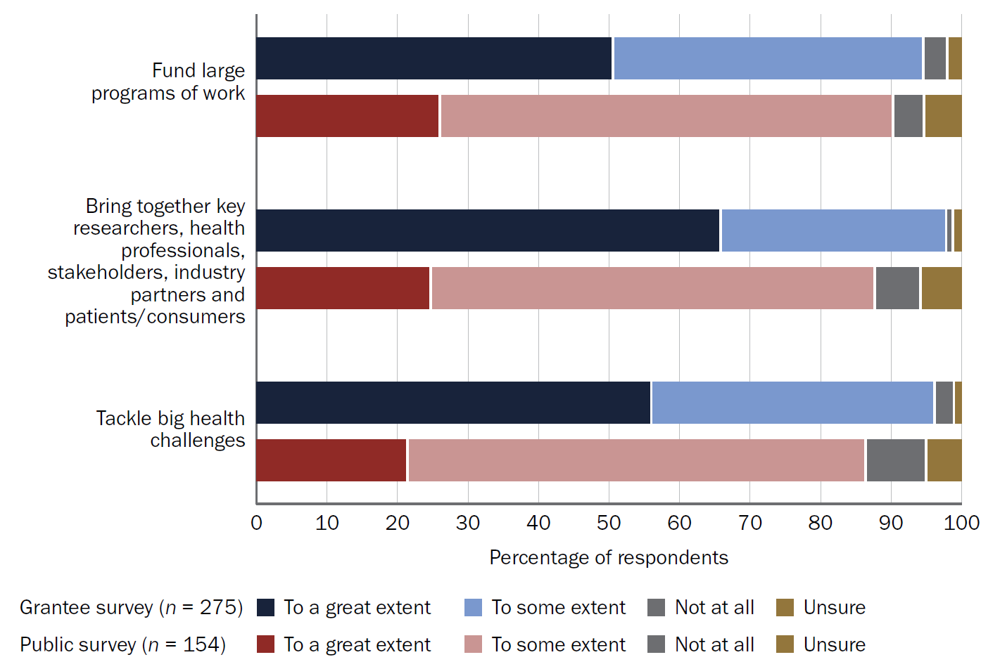 Fund large
programs of work
Bring together key
researchers, health
professionals,
stakeholders, industry
partners and
patients/consumers
Tackle big health
challenges
0 10 20 30 40 50 60 70 80 90 100
Percentage of respondents
Grantee survey (n = 275) To a great extent To some extent Not at all Unsure
Public survey (n = 154) To a great extent To some extent Not at all Unsure